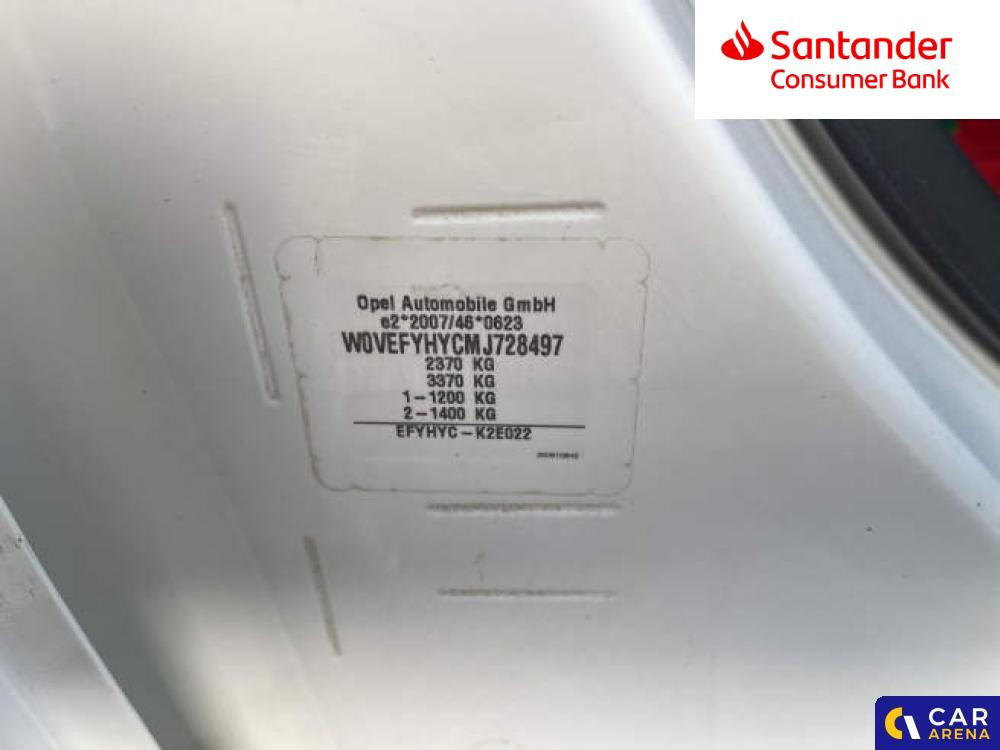 Santander
Consumer Bank
Opel Automobile GmbH
e2*2007/46*0623
W0VEFYHYCMJ728497
2370 KG
3370 KG
1-1200 KG
2-1400 KG
EFYHYC-K2E022
CAR
ARENA